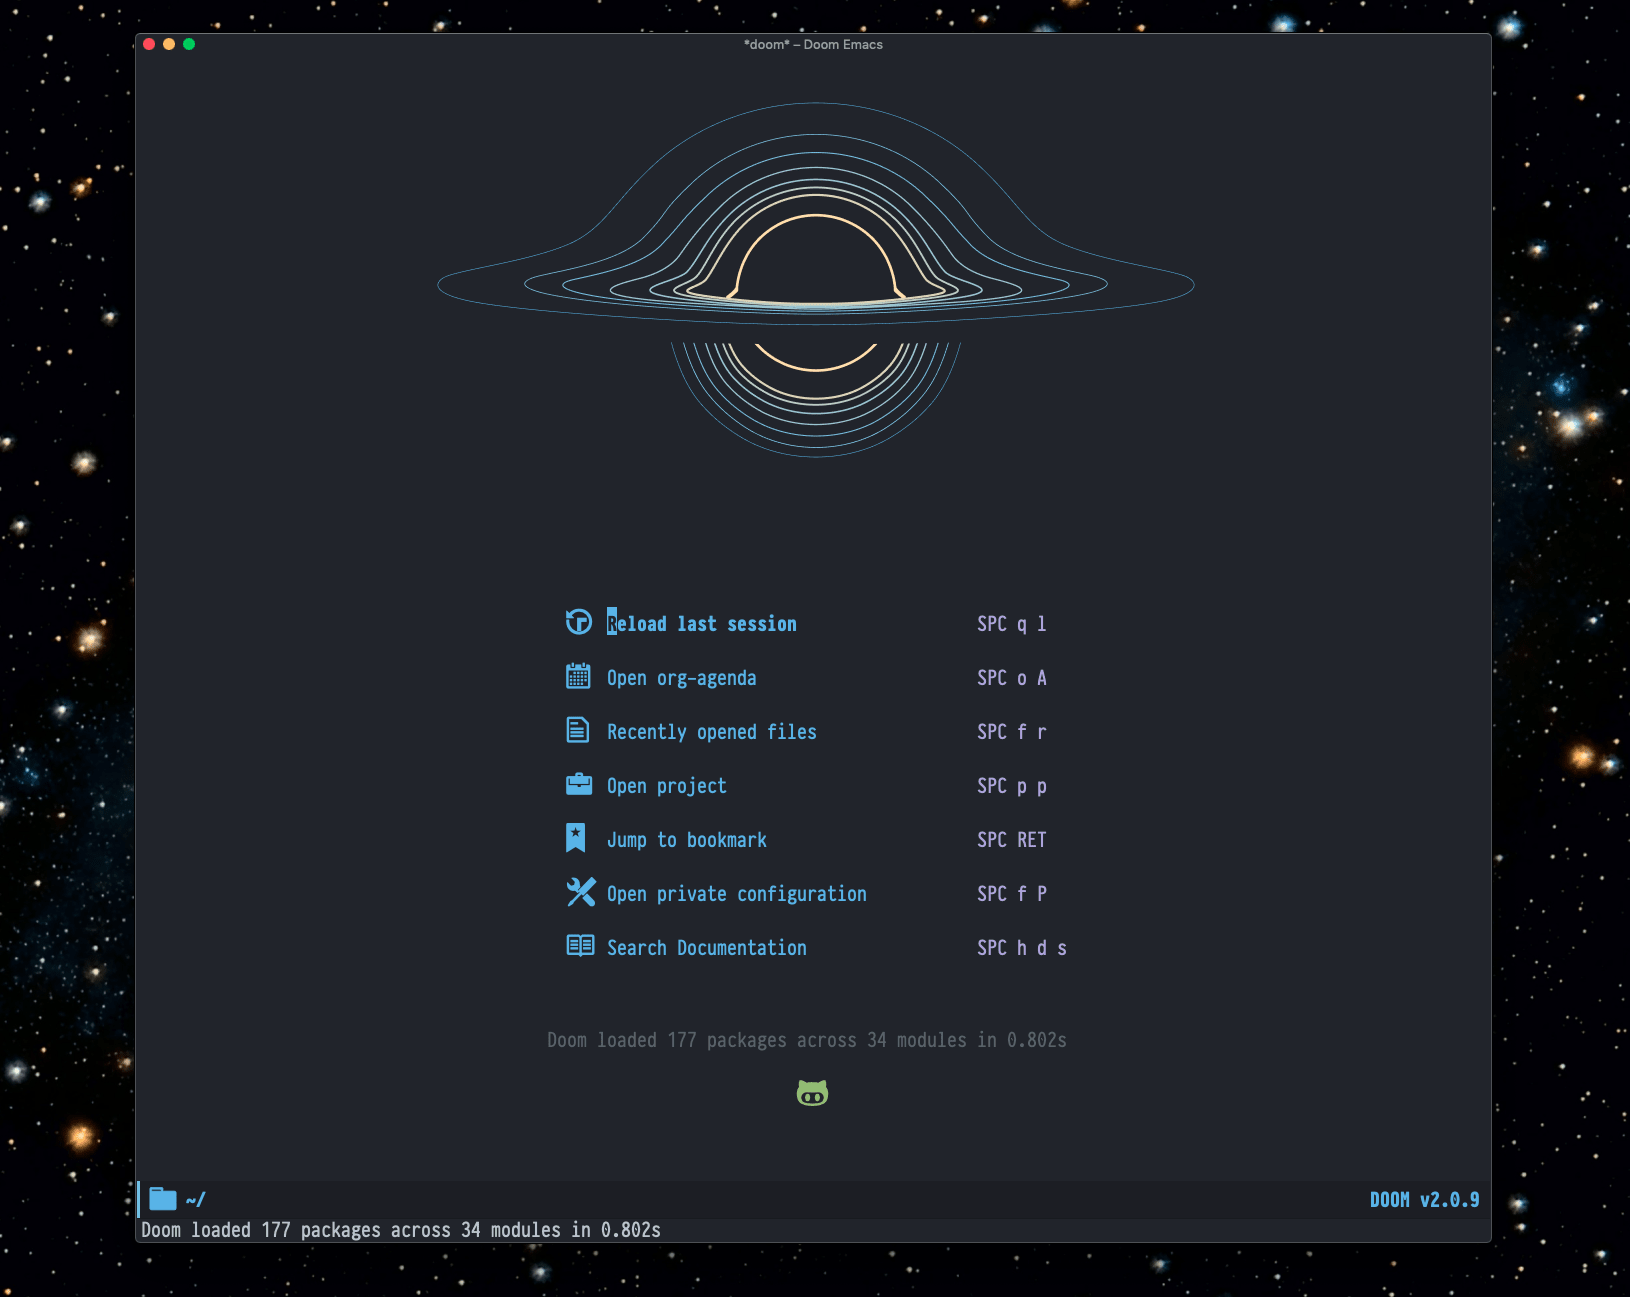 *doom* – Doom Emacs
Reload last session SPC q l
Open org-agenda SPC o A
Recently opened files SPC f r
Open project SPC p p
Jump to bookmark SPC RET
Open private configuration SPC f P
Search Documentation SPC h d s
Doom loaded 177 packages across 34 modules in 0.802s
~/ DOOM v2.0.9
Doom loaded 177 packages across 34 modules in 0.802s